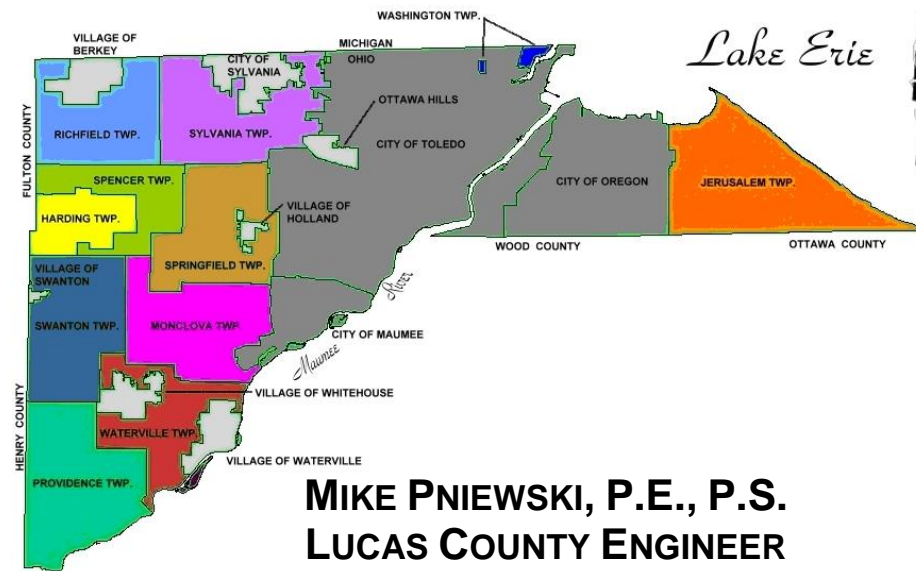 WASHINGTON TWP.
VILLAGE OF
BERKEY
MICHIGAN
OHIO
Lake Erie
CITY OF
SYLVANIA
OTTAWA HILLS
FULTON COUNTY
RICHFIELD TWP.
SYLVANIA TWP.
CITY OF TOLEDO
SPENCER TWP.
CITY OF OREGON
JERUSALEM TWP.
HARDING TWP.
VILLAGE OF
HOLLAND
WOOD COUNTY
OTTAWA COUNTY
VILLAGE OF
SWANTON
SPRINGFIELD TWP.
River
SWANTON TWP.
MONCLOVA TWP.
CITY OF MAUMEE
Maumee
VILLAGE OF WHITEHOUSE
HENRY COUNTY
WATERVILLE TWP.
VILLAGE OF WATERVILLE
PROVIDENCE TWP.
MIKE PNIEWSKI, P.E., P.S.
LUCAS COUNTY ENGINEER